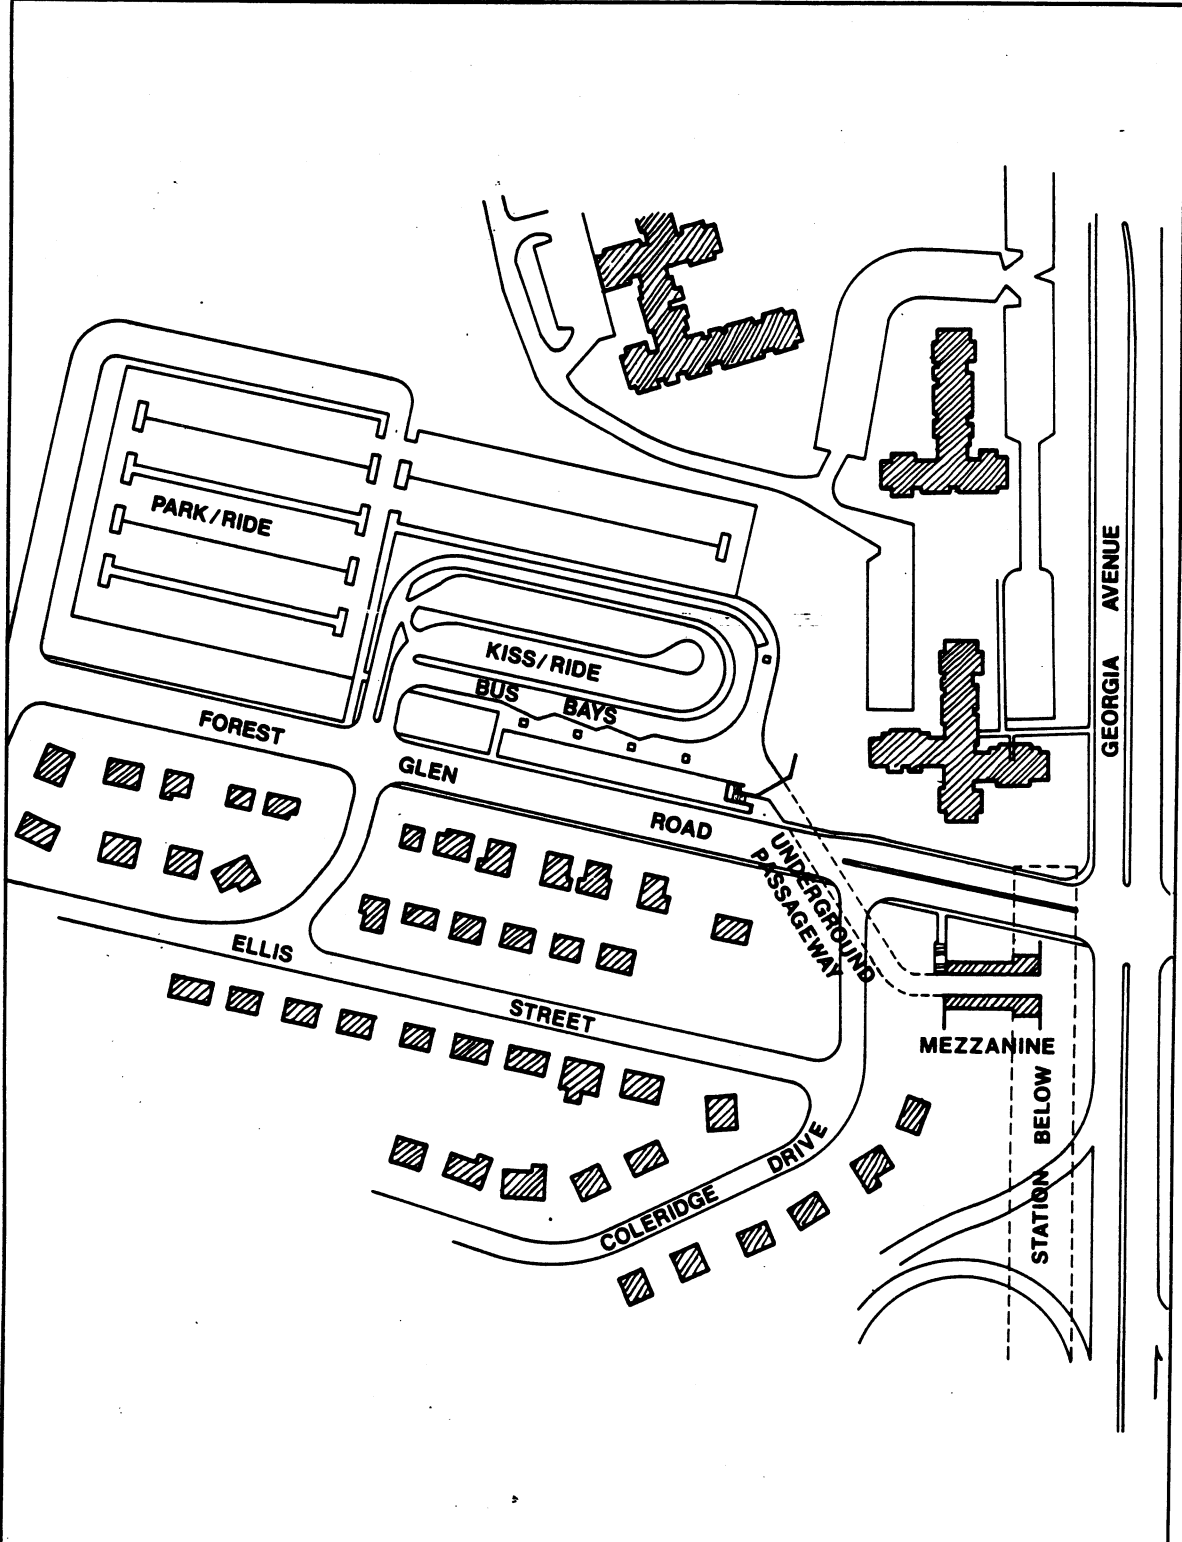 PARK/RIDE
KISS/RIDE
BUS BAYS
FOREST GLEN ROAD
GEORGIA AVENUE
UNDERGROUND
PASSAGEWAY
ELLIS STREET
MEZZANINE
STATION BELOW
COLERIDGE DRIVE